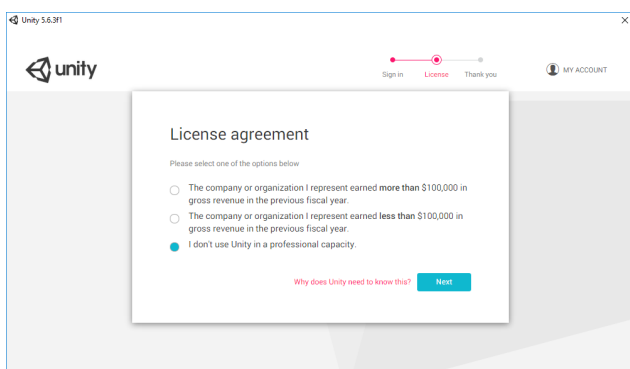 Unity 5.6.3f1
unity
Sign in License Thank you
MY ACCOUNT
License agreement
Please select one of the options below
The company or organization I represent earned more than $100,000 in
gross revenue in the previous fiscal year.
The company or organization I represent earned less than $100,000 in
gross revenue in the previous fiscal year.
I don't use Unity in a professional capacity.
Why does Unity need to know this? Next